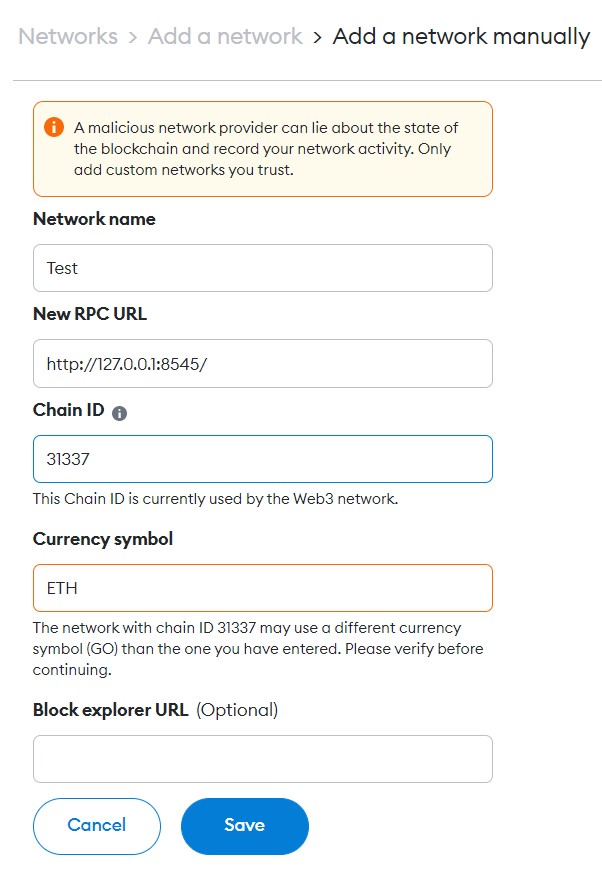 Networks > Add a network > Add a network manually
A malicious network provider can lie about the state of
the blockchain and record your network activity. Only
add custom networks you trust.
Network name
Test
New RPC URL
http://127.0.0.1:8545/
Chain ID
31337
This Chain ID is currently used by the Web3 network.
Currency symbol
ETH
The network with chain ID 31337 may use a different currency
symbol (GO) than the one you have entered. Please verify before
continuing.
Block explorer URL (Optional)
Cancel Save